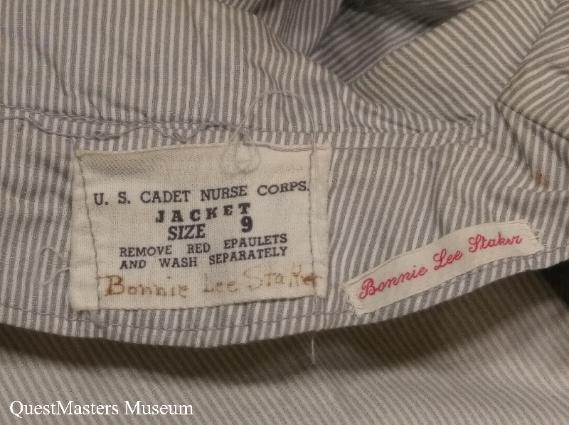 U. S. CADET NURSE CORPS.
JACKET
SIZE 9
REMOVE RED EPAULETS
AND WASH SEPARATELY
Bonnie Lee Staker
Bonnie Lee Staker
QuestMasters Museum